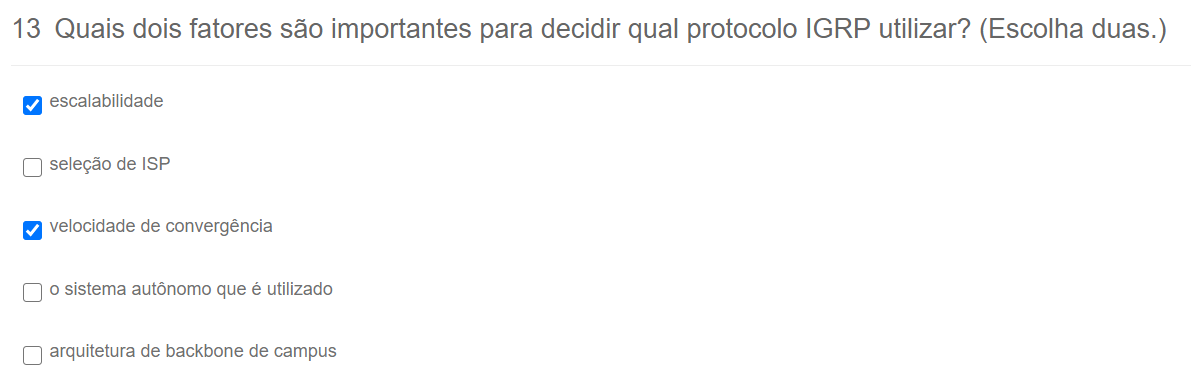 13 Quais dois fatores são importantes para decidir qual protocolo IGRP utilizar? (Escolha duas.)
escalabilidade
seleção de ISP
velocidade de convergência
o sistema autônomo que é utilizado
arquitetura de backbone de campus